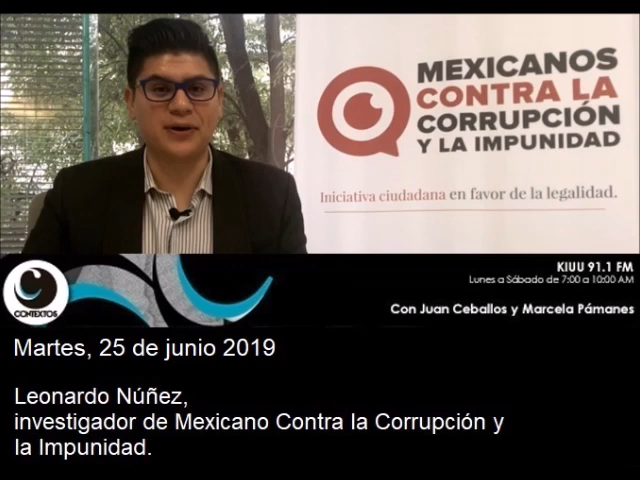 MEXICANOS
CONTRA LA
CORRUPCIÓN
Y LA IMPUNIDAD
Iniciativa ciudadana en favor de la legalidad.
KIUU 91.1 FM
Lunes a Sábado de 7:00 a 10:00 AM
CONTEXTOS
Con Juan Ceballos y Marcela Pámanes
Martes, 25 de junio 2019
Leonardo Núñez,
investigador de Mexicano Contra la Corrupción y
la Impunidad.